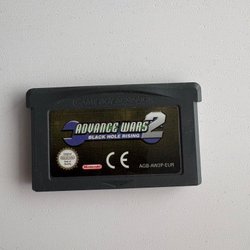 GAME BOY ADVANCE
ADVANCE WARS 2
BLACK HOLE RISING
Nintendo
CE
AGB-AW2P-EUR